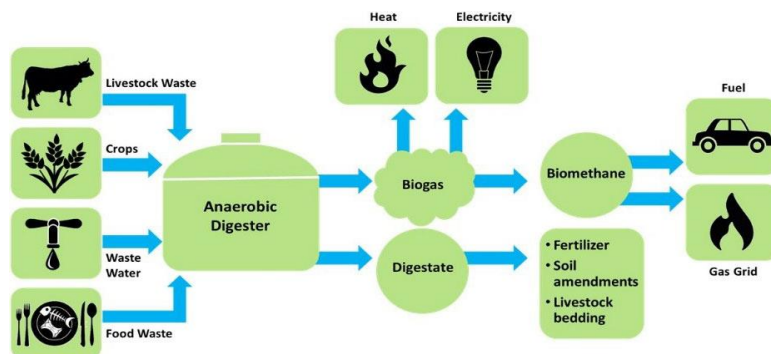 Heat
Electricity
Livestock Waste
Fuel
Crops
Anaerobic
Digester
Biogas
Biomethane
Waste
Water
Digestate
• Fertilizer
• Soil
amendments
• Livestock
bedding
Gas Grid
Food Waste